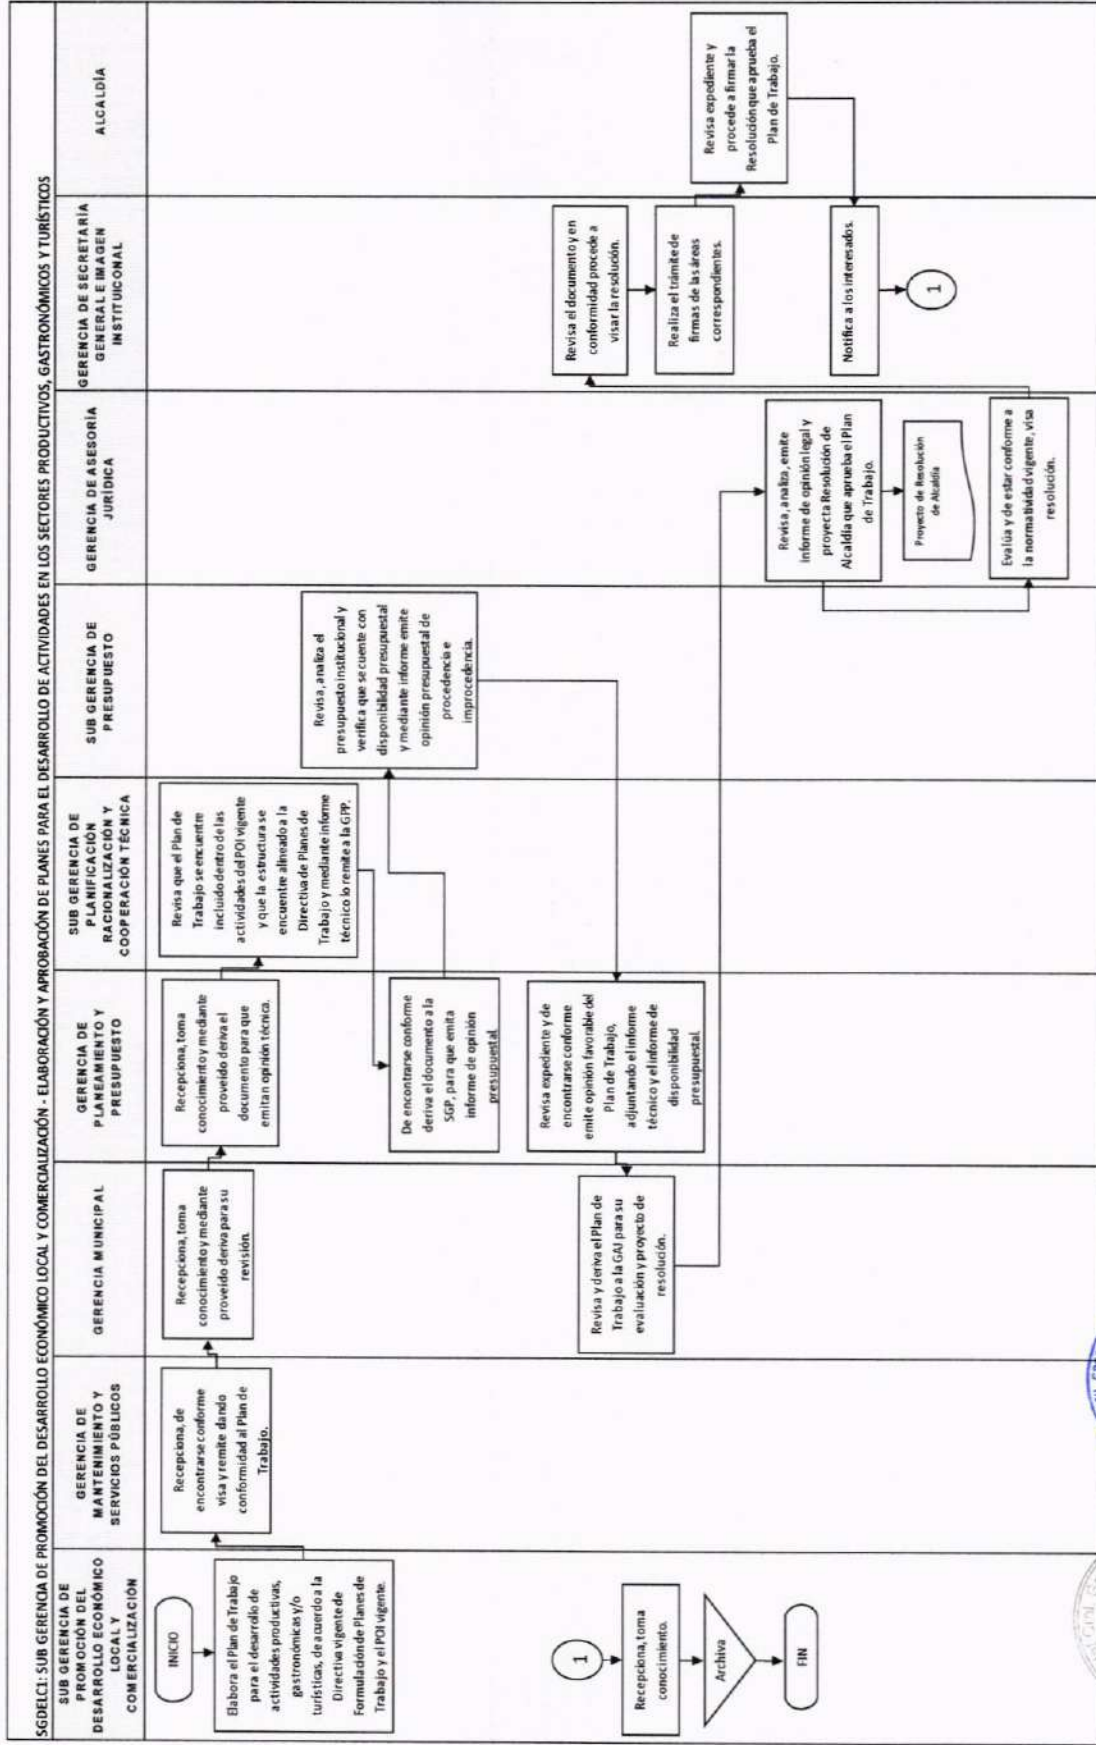 SGDELC1: SUB GERENCIA DE PROMOCIÓN DEL DESARROLLO ECONÓMICO LOCAL Y COMERCIALIZACIÓN - ELABORACIÓN Y APROBACIÓN DE PLANES PARA EL DESARROLLO DE ACTIVIDADES EN LOS SECTORES PRODUCTIVOS, GASTRONÓMICOS Y TURÍSTICOS
SUB GERENCIA DE
PROMOCIÓN DEL
DESARROLLO ECONÓMICO
LOCAL Y
COMERCIALIZACIÓN
GERENCIA DE
MANTENIMIENTO Y
SERVICIOS PÚBLICOS
GERENCIA MUNICIPAL
GERENCIA DE
PLANEAMIENTO Y
PRESUPUESTO
SUB GERENCIA DE
PLANIFICACIÓN
RACIONALIZACIÓN Y
COOPERACIÓN TÉCNICA
SUB GERENCIA DE
PRESUPUESTO
GERENCIA DE ASESORÍA
JURÍDICA
GERENCIA DE SECRETARÍA
GENERAL E IMAGEN
INSTITUICONAL
ALCALDÍA
INICIO
Elabora el Plan de Trabajo
para el desarrollo de
actividades productivas,
gastronómicas y/o
turísticas, de acuerdo a la
Directiva vigente de
Formulación de Planes de
Trabajo y el POI vigente.
Recepciona, de
encontrarse conforme
visa y remite dando
conformidad al Plan de
Trabajo.
Recepciona, toma
conocimiento y mediante
proveído deriva para su
revisión.
Recepciona, toma
conocimiento y mediante
proveído deriva el
documento para que
emitan opinión técnica.
Revisa que el Plan de
Trabajo se encuentre
incluido dentro de las
actividades del POI vigente
y que la estructura se
encuentre alineado a la
Directiva de Planes de
Trabajo y mediante informe
técnico lo remite a la GPP.
De encontrarse conforme
deriva el documento a la
SGP, para que emita
informe de opinión
presupuestal.
Revisa, analiza el
presupuesto institucional y
verifica que se cuente con
disponibilidad presupuestal
y mediante informe emite
opinión presupuestal de
procedencia e
improcedencia.
Revisa expediente y de
encontrarse conforme
emite opinión favorable del
Plan de Trabajo,
adjuntando el informe
técnico y el informe de
disponibilidad
presupuestal.
Revisa y deriva el Plan de
Trabajo a la GAJ para su
evaluación y proyecto de
resolución.
Revisa, analiza, emite
informe de opinión legal y
proyecta Resolución de
Alcaldía que aprueba el Plan
de Trabajo.
Proyecto de Resolución
de Alcaldía
Evalúa y de estar conforme a
la normatividad vigente, visa
resolución.
Revisa el documento y en
conformidad procede a
visar la resolución.
Realiza el trámite de
firmas de las áreas
correspondientes.
Revisa expediente y
procede a firmar la
Resolución que aprueba el
Plan de Trabajo.
Notifica a los interesados.
1
1
Recepciona, toma
conocimiento.
Archiva
FIN